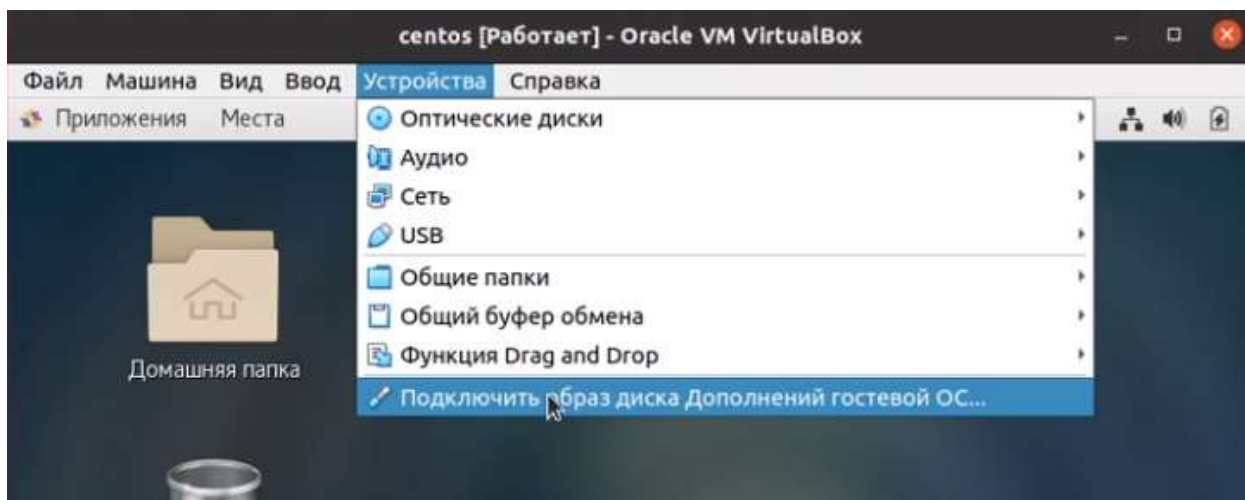 centos [Работает] - Oracle VM VirtualBox
Файл Машина Вид Ввод Устройства Справка
Приложения Места
Оптические диски
Аудио
Сеть
USB
Общие папки
Общий буфер обмена
Функция Drag and Drop
Подключить образ диска Дополнений гостевой ОС...
Домашняя папка